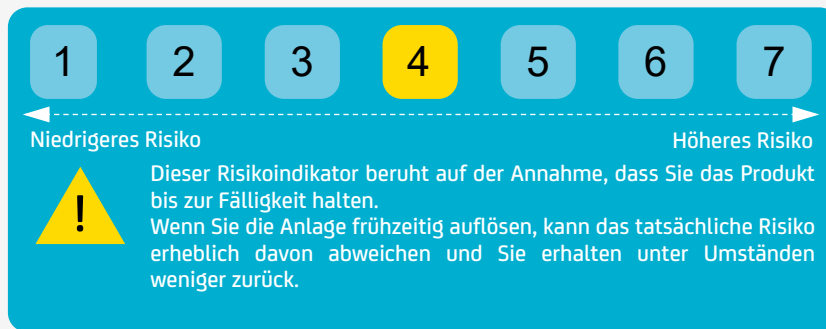 1 2 3 4 5 6 7
Niedrigeres Risiko Höheres Risiko
!
Dieser Risikoindikator beruht auf der Annahme, dass Sie das Produkt
bis zur Fälligkeit halten.
Wenn Sie die Anlage frühzeitig auflösen, kann das tatsächliche Risiko
erheblich davon abweichen und Sie erhalten unter Umständen
weniger zurück.